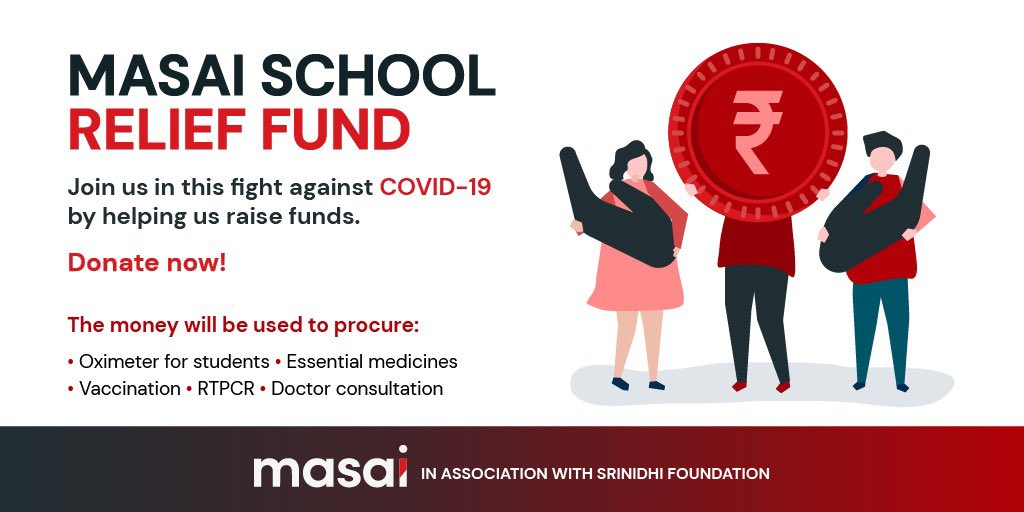 MASAI SCHOOL
RELIEF FUND
Join us in this fight against COVID-19
by helping us raise funds.
Donate now!
The money will be used to procure:
• Oximeter for students • Essential medicines
• Vaccination • RTPCR • Doctor consultation
₹
masai IN ASSOCIATION WITH SRINIDHI FOUNDATION